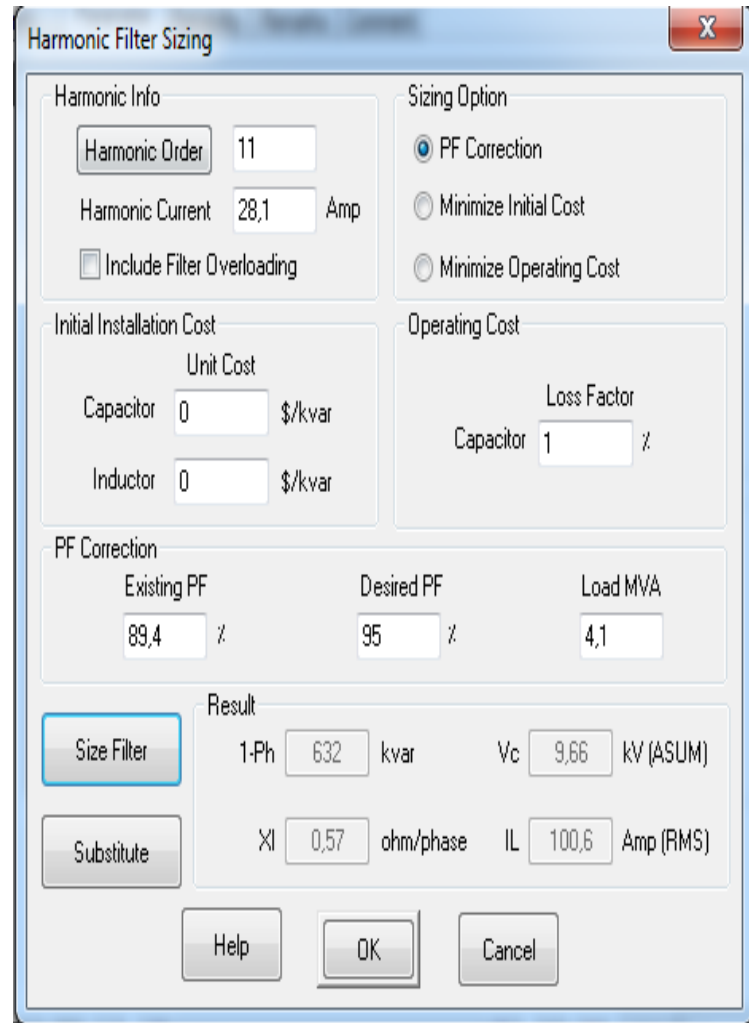 Harmonic Filter Sizing
X
Harmonic Info
Harmonic Order 11
Harmonic Current 28,1 Amp
Include Filter Overloading
Sizing Option
PF Correction
Minimize Initial Cost
Minimize Operating Cost
Initial Installation Cost
Unit Cost
Capacitor 0 $/kvar
Inductor 0 $/kvar
Operating Cost
Loss Factor
Capacitor 1 %
PF Correction
Existing PF Desired PF Load MVA
89,4 % 95 % 4,1
Size Filter
Substitute
Result
1-Ph 632 kvar Vc 9,66 kV (ASUM)
Xl 0,57 ohm/phase IL 100,6 Amp (RMS)
Help OK Cancel